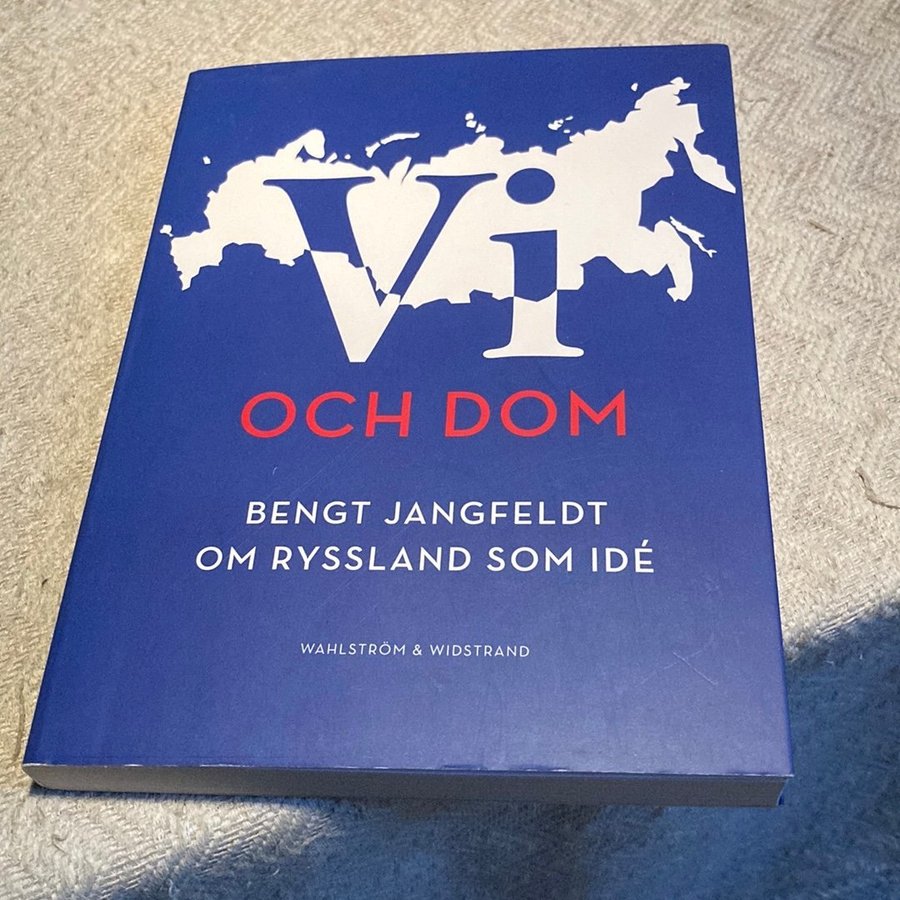 Vi
OCH DOM
BENGT JANGFELDT
OM RYSSLAND SOM IDÉ
WAHLSTRÖM & WIDSTRAND